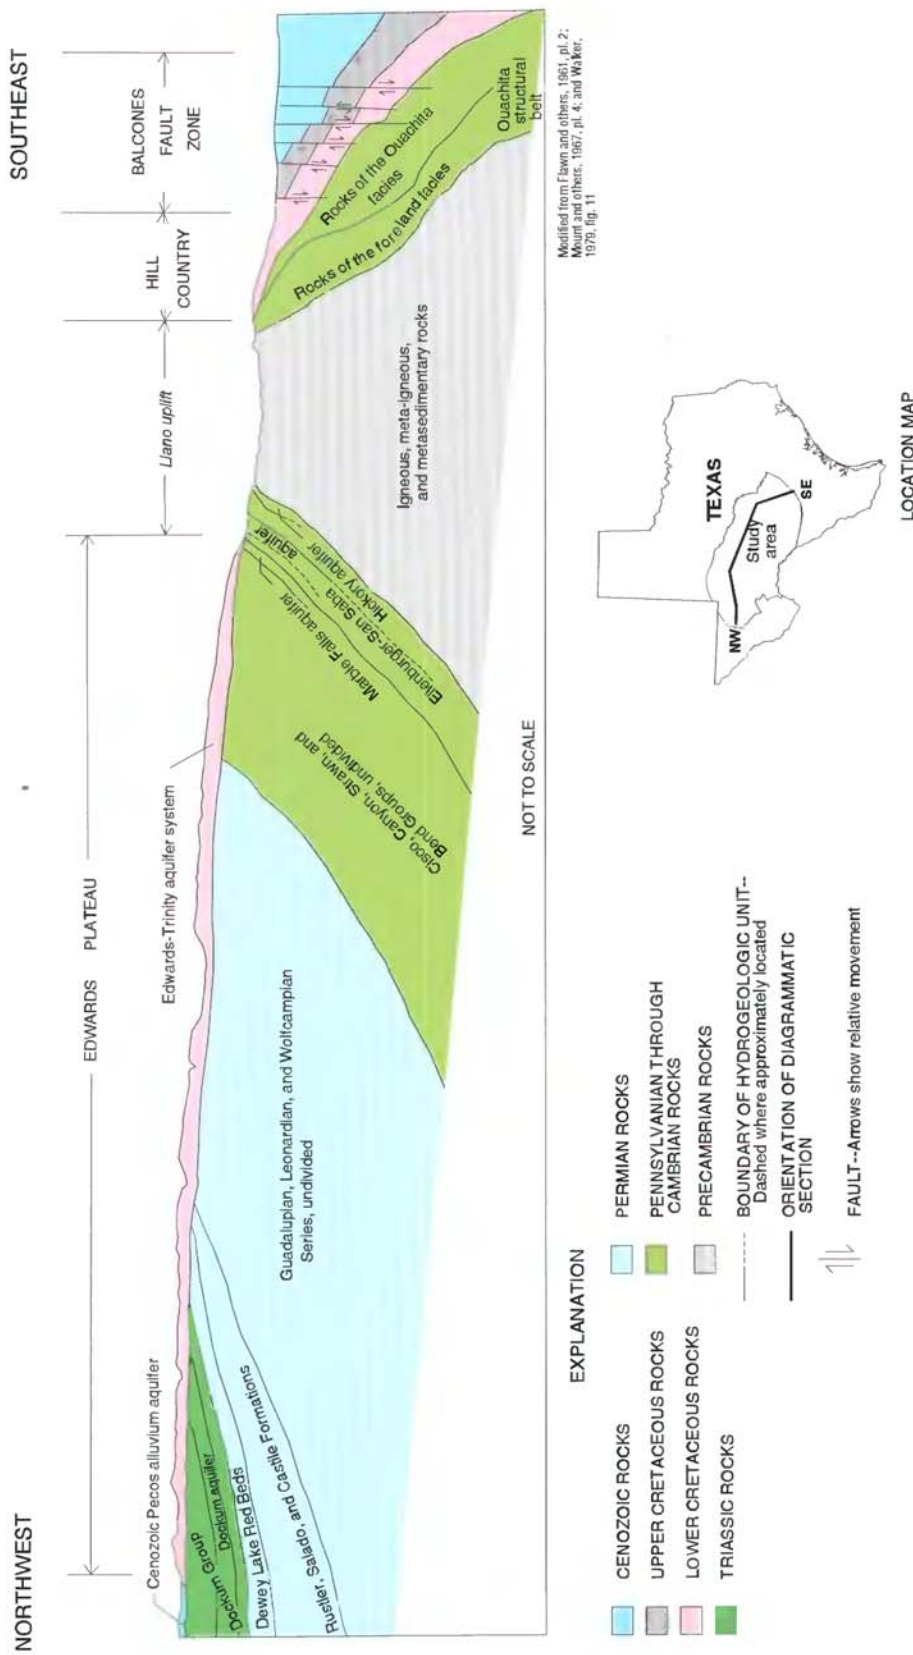 NORTHWEST
SOUTHEAST
EDWARDS PLATEAU
Llano uplift
HILL
COUNTRY
BALCONES
FAULT
ZONE
Cenozoic Pecos alluvium aquifer
Edwards-Trinity aquifer system
Dockum Group
Dockum aquifer
Dewey Lake Red Beds
Rustler, Salado, and Castile Formations
Guadalupian, Leonardian, and Wolfcampian
Series, undivided
Cisco, Canyon, Strawn, and
Bend Groups, undivided
Marble Falls aquifer
Ellenburger-San Saba
aquifer
Hickory aquifer
Igneous, meta-igneous,
and metasedimentary rocks
Rocks of the foreland facies
Rocks of the Ouachita
facies
Ouachita
structural
belt
NOT TO SCALE
Modified from Flawn and others, 1961, pl. 2;
Mount and others, 1967, pl. 4; and Walker,
1979, fig. 11
EXPLANATION
CENOZOIC ROCKS
UPPER CRETACEOUS ROCKS
LOWER CRETACEOUS ROCKS
TRIASSIC ROCKS
PERMIAN ROCKS
PENNSYLVANIAN THROUGH
CAMBRIAN ROCKS
PRECAMBRIAN ROCKS
BOUNDARY OF HYDROGEOLOGIC UNIT--
Dashed where approximately located
ORIENTATION OF DIAGRAMMATIC
SECTION
FAULT--Arrows show relative movement
TEXAS
NW
Study
area
SE
LOCATION MAP